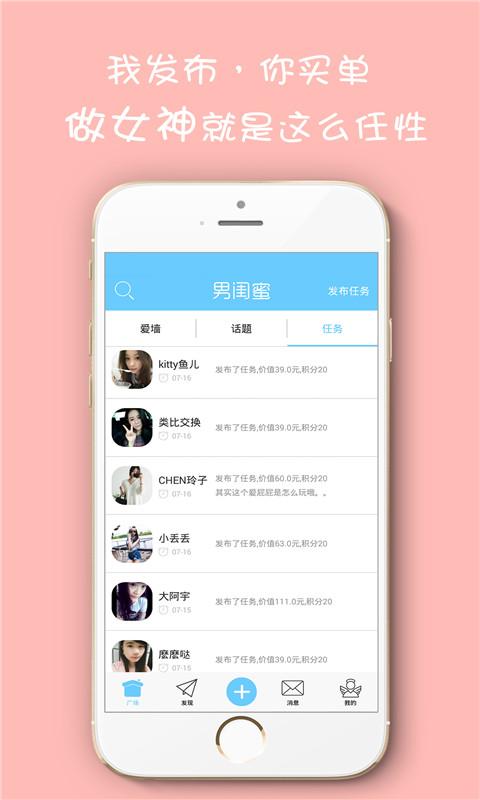 我发布，你买单
做女神就是这么任性
男闺蜜
发布任务
爱墙
话题
任务
kitty鱼儿
07-16
发布了任务,价值39.0元,积分20
类比交换
07-16
发布了任务,价值39.0元,积分20
CHEN玲子
07-16
发布了任务,价值60.0元,积分20
其实这个爱屁屁是怎么玩哦。。
小丢丢
07-16
发布了任务,价值63.0元,积分20
大阿宇
07-15
发布了任务,价值111.0元,积分20
麽麽哒
07-15
发布了任务,价值39.0元,积分20
广场
发现
消息
我的